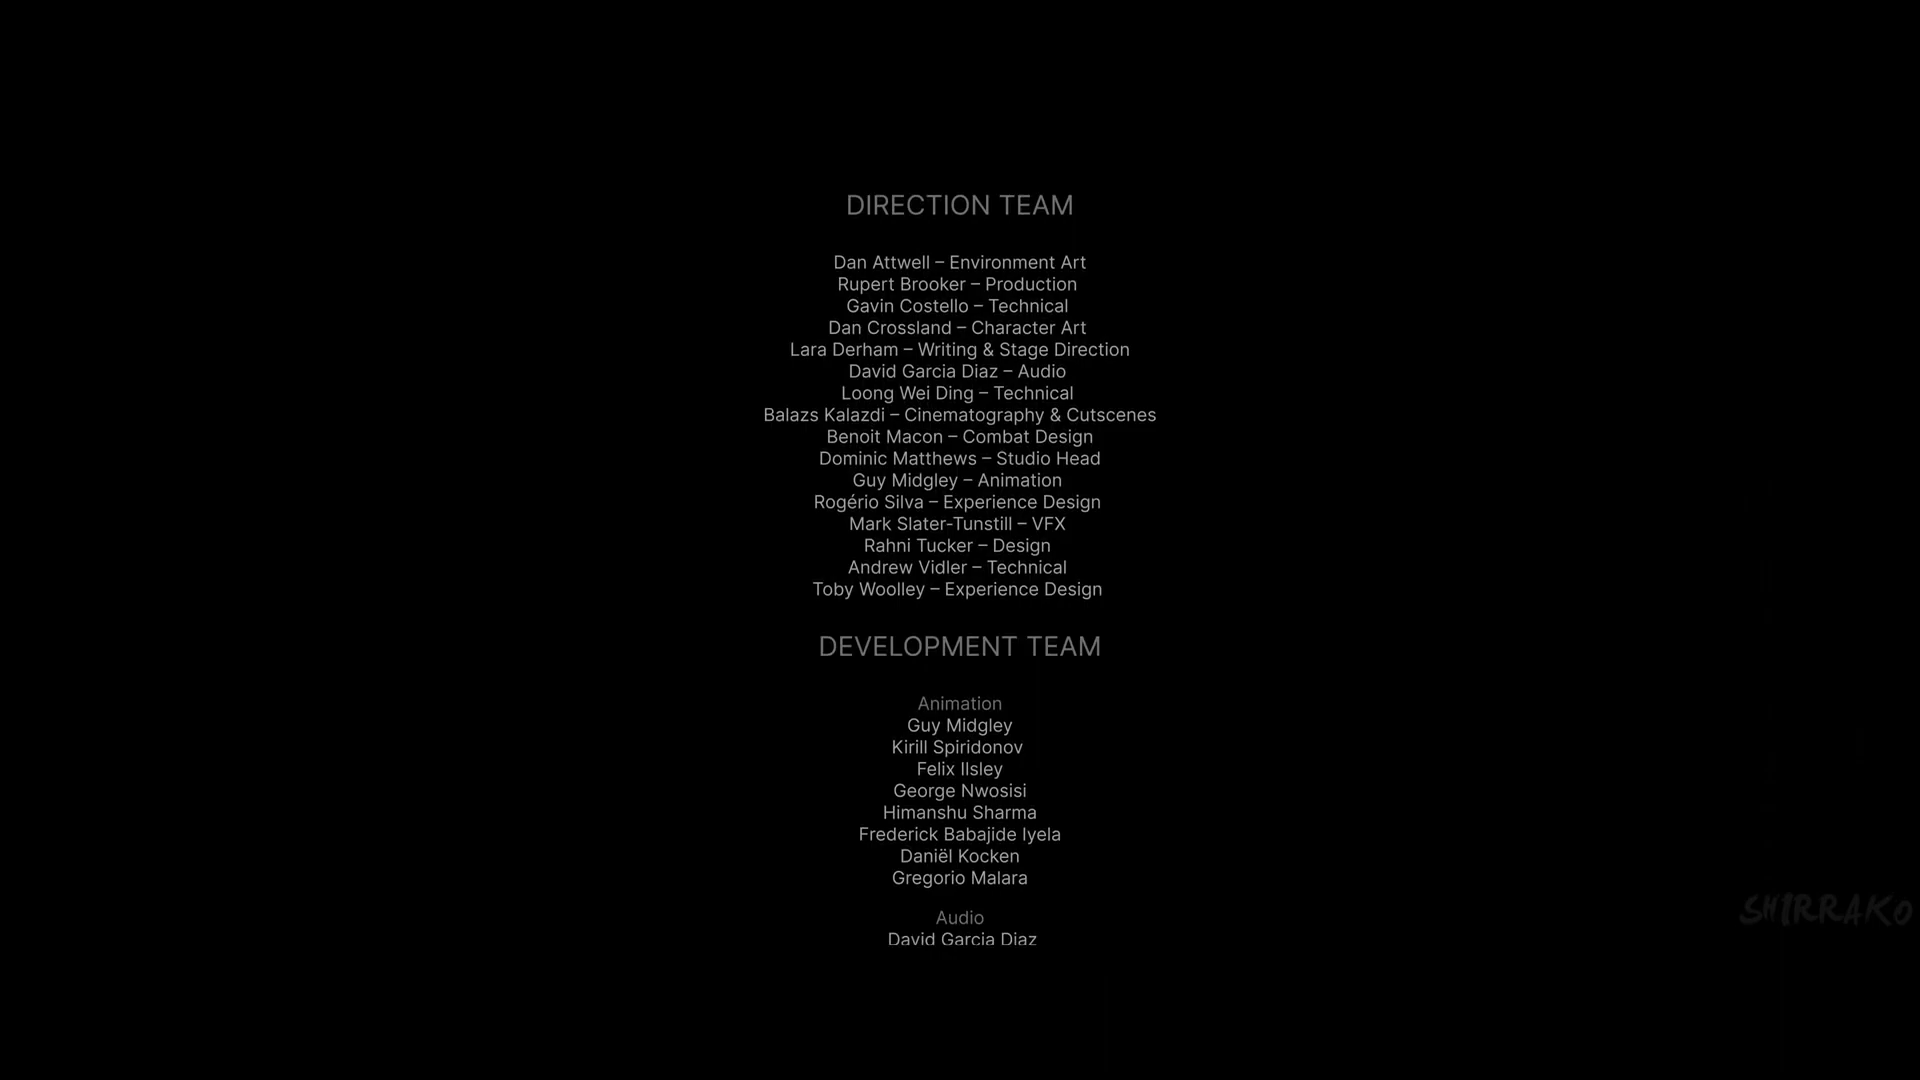 DIRECTION TEAM
Dan Attwell – Environment Art
Rupert Brooker – Production
Gavin Costello – Technical
Dan Crossland – Character Art
Lara Derham – Writing & Stage Direction
David Garcia Diaz – Audio
Loong Wei Ding – Technical
Balazs Kalazdi – Cinematography & Cutscenes
Benoit Macon – Combat Design
Dominic Matthews – Studio Head
Guy Midgley – Animation
Rogério Silva – Experience Design
Mark Slater-Tunstill – VFX
Rahni Tucker – Design
Andrew Vidler – Technical
Toby Woolley – Experience Design
DEVELOPMENT TEAM
Animation
Guy Midgley
Kirill Spiridonov
Felix Ilsley
George Nwosisi
Himanshu Sharma
Frederick Babajide Iyela
Daniël Kocken
Gregorio Malara
Audio
David Garcia Diaz
SHIRRAKO